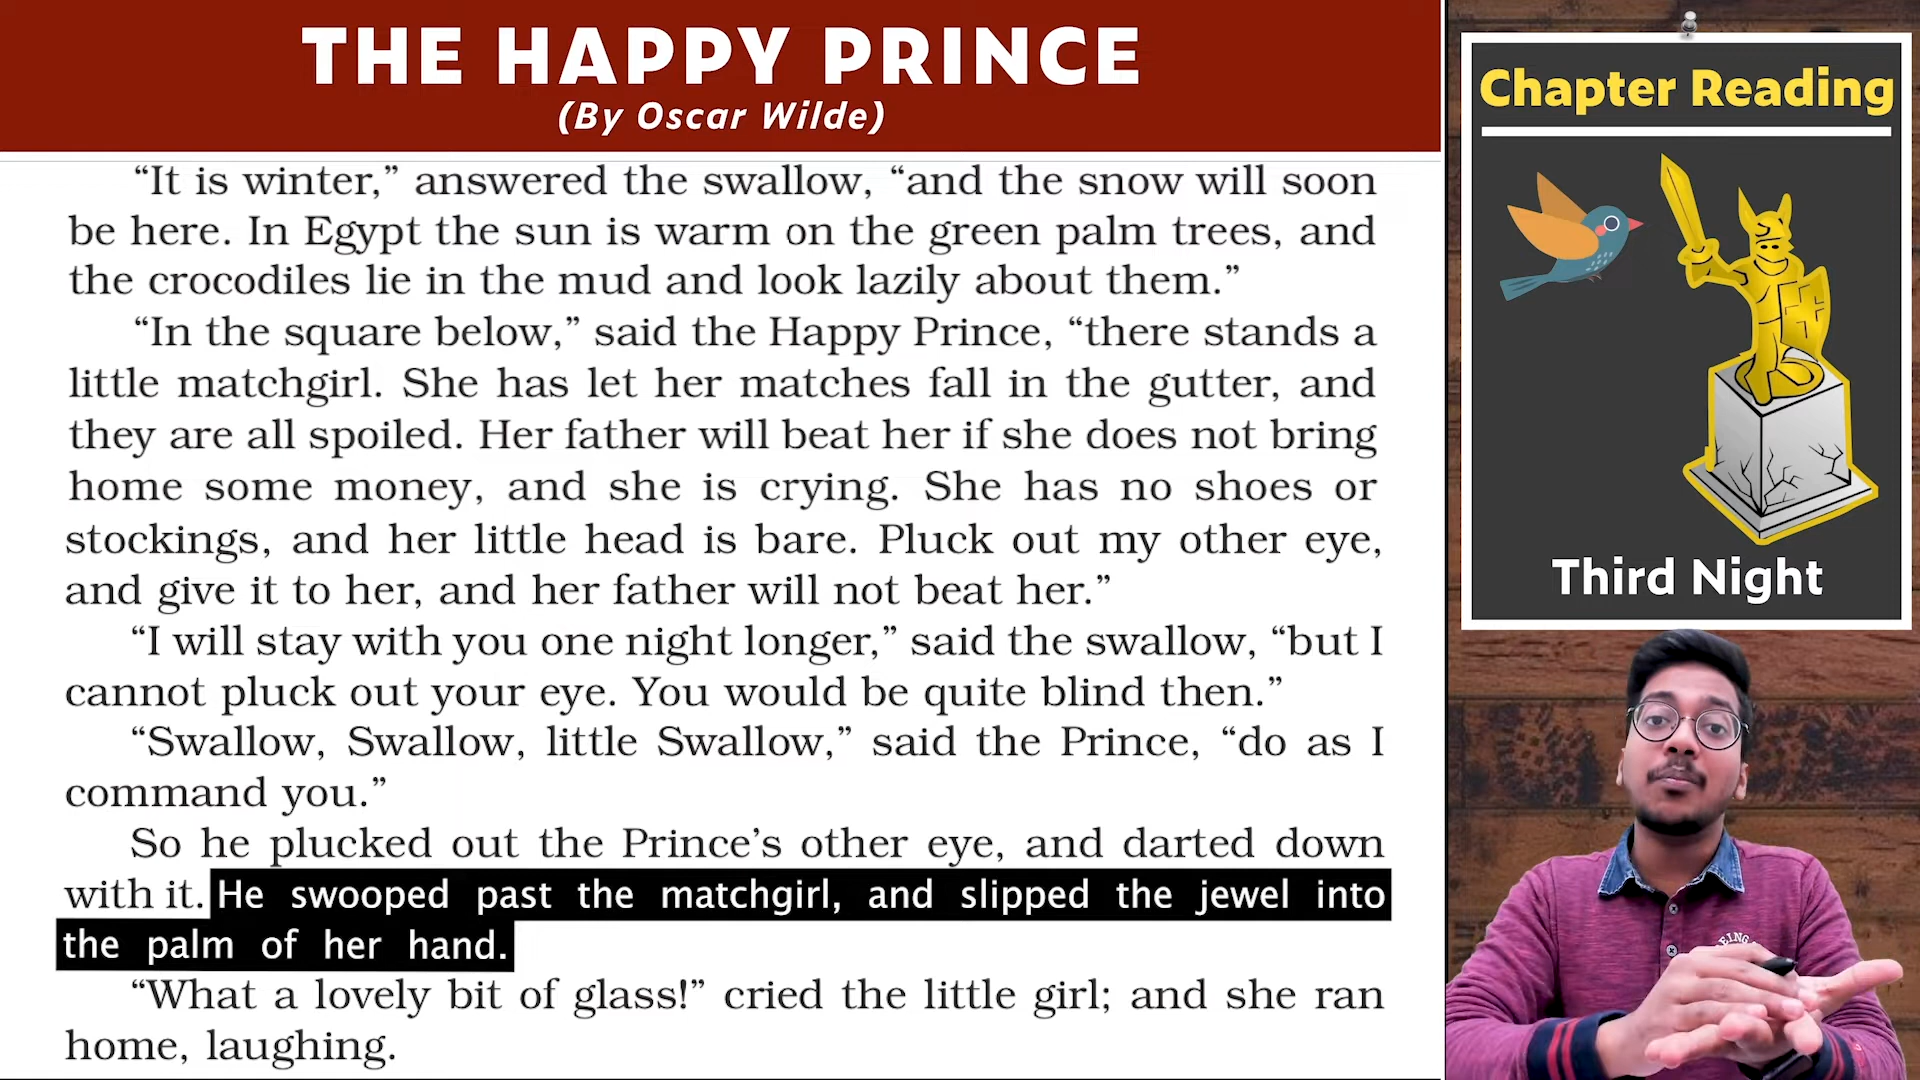 THE HAPPY PRINCE
(By Oscar Wilde)
“It is winter,” answered the swallow, “and the snow will soon
be here. In Egypt the sun is warm on the green palm trees, and
the crocodiles lie in the mud and look lazily about them.”
“In the square below,” said the Happy Prince, “there stands a
little matchgirl. She has let her matches fall in the gutter, and
they are all spoiled. Her father will beat her if she does not bring
home some money, and she is crying. She has no shoes or
stockings, and her little head is bare. Pluck out my other eye,
and give it to her, and her father will not beat her.”
“I will stay with you one night longer,” said the swallow, “but I
cannot pluck out your eye. You would be quite blind then.”
“Swallow, Swallow, little Swallow,” said the Prince, “do as I
command you.”
So he plucked out the Prince’s other eye, and darted down
with it. He swooped past the matchgirl, and slipped the jewel into
the palm of her hand.
“What a lovely bit of glass!” cried the little girl; and she ran
home, laughing.
Chapter Reading
Third Night